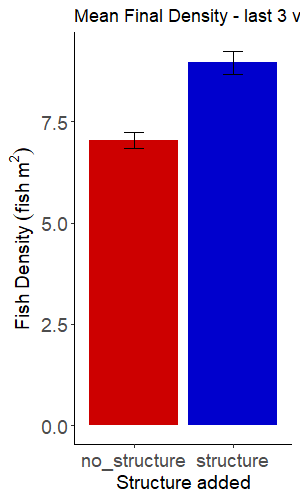 Mean Final Density - last 3 v
7.5
5.0
2.5
0.0
Fish Density (fish m²)
no_structure structure
Structure added